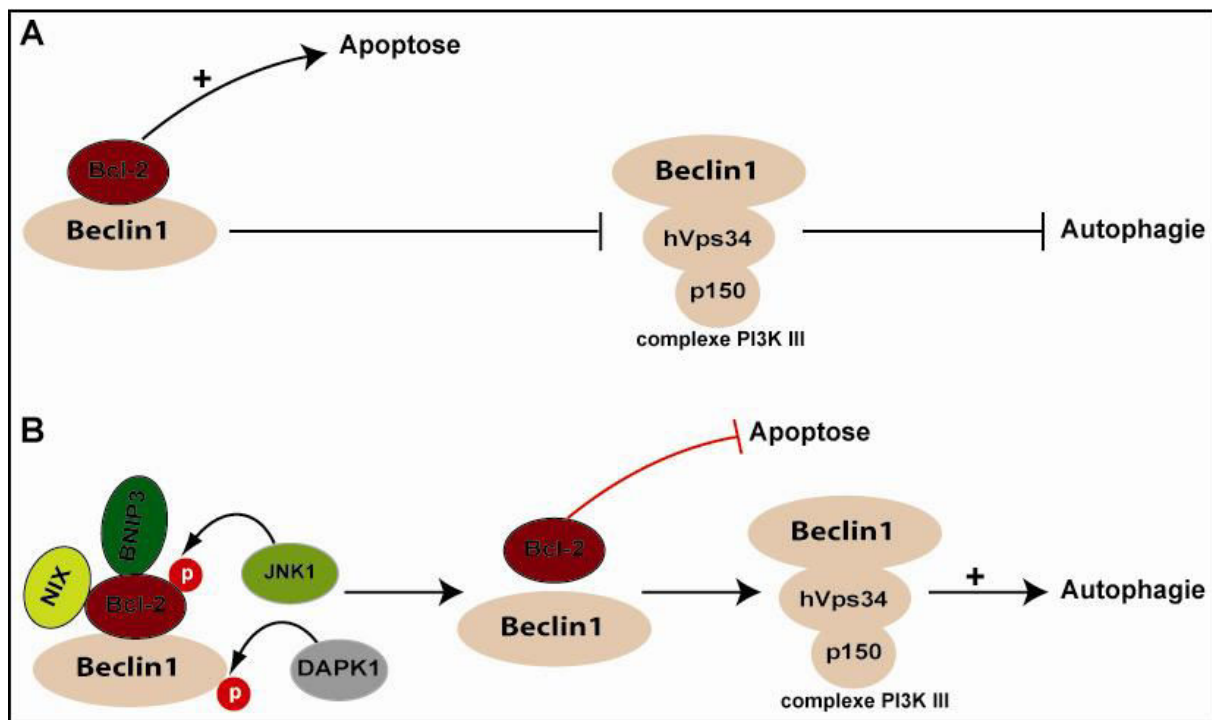 A
Apoptose
+
Bcl-2
Beclin1
Beclin1
hVps34
p150
complexe PI3K III
Autophagie
B
Apoptose
BNIP3
NIX
Bcl-2
p
JNK1
Beclin1
p
DAPK1
Bcl-2
Beclin1
Beclin1
hVps34
p150
complexe PI3K III
+
Autophagie